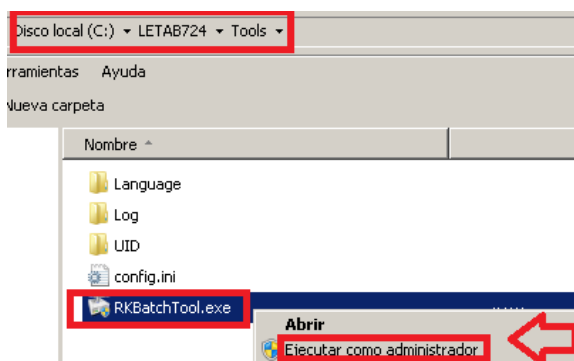 Disco local (C:) ▾ LETAB724 ▾ Tools ▾
rramientas Ayuda
Nueva carpeta
Nombre
Language
Log
UID
config.ini
RKBatchTool.exe
Abrir
Ejecutar como administrador